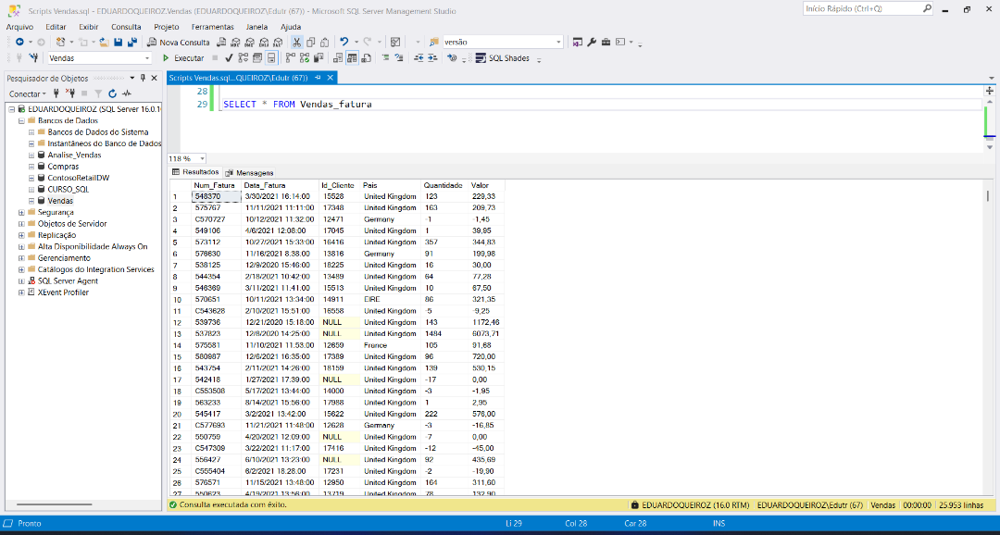 Scripts Vendas.sql - EDUARDOQUEIROZ.Vendas (EDUARDOQUEIROZ\Edutr (67)) - Microsoft SQL Server Management Studio
Início Rápido (Ctrl+Q)
Arquivo Editar Exibir Consulta Projeto Ferramentas Janela Ajuda
Nova Consulta
versão
Vendas
Executar
SQL Shades
Pesquisador de Objetos
Conectar
EDUARDOQUEIROZ (SQL Server 16.0.1
Bancos de Dados
Bancos de Dados do Sistema
Instantâneos do Banco de Dados
Analise_Vendas
Compras
ContosoRetailDW
CURSO_SQL
Vendas
Segurança
Objetos de Servidor
Replicação
Alta Disponibilidade Always On
Gerenciamento
Catálogos do Integration Services
SQL Server Agent
XEvent Profiler
Scripts Vendas.sql...QUEIROZ\Edutr (67))
28
29 SELECT * FROM Vendas_fatura
118 %
Resultados Mensagens
Num_Fatura Data_Fatura Id_Cliente Pais Quantidade Valor
1 548370 3/30/2021 16:14:00 15528 United Kingdom 123 229,33
2 575767 11/11/2021 11:11:00 17348 United Kingdom 163 209,73
3 C570727 10/12/2021 11:32:00 12471 Germany -1 -1,45
4 549106 4/6/2021 12:08:00 17045 United Kingdom 1 39,95
5 573112 10/27/2021 15:33:00 16416 United Kingdom 357 344,83
6 576630 11/16/2021 8:38:00 13816 Germany 91 199,98
7 538125 12/9/2020 15:46:00 18225 United Kingdom 16 30,00
8 544354 2/18/2021 10:42:00 13489 United Kingdom 64 77,28
9 546369 3/11/2021 11:41:00 15513 United Kingdom 10 67,50
10 570651 10/11/2021 13:34:00 14911 EIRE 86 321,35
11 C543628 2/10/2021 15:51:00 16558 United Kingdom -5 -9,25
12 539736 12/21/2020 15:18:00 NULL United Kingdom 143 1172,46
13 537823 12/8/2020 14:25:00 NULL United Kingdom 1484 6073,71
14 575581 11/10/2021 11:53:00 12659 France 105 91,68
15 580987 12/6/2021 16:35:00 17389 United Kingdom 96 720,00
16 543754 2/11/2021 14:26:00 18159 United Kingdom 139 530,15
17 542418 1/27/2021 17:39:00 NULL United Kingdom -17 0,00
18 C553508 5/17/2021 13:44:00 14000 United Kingdom -3 -1,95
19 563233 8/14/2021 15:56:00 17988 United Kingdom 1 2,95
20 545417 3/2/2021 13:42:00 15622 United Kingdom 222 576,00
21 C577693 11/21/2021 11:48:00 12628 Germany -3 -16,85
22 550759 4/20/2021 12:09:00 NULL United Kingdom -7 0,00
23 C547309 3/22/2021 11:17:00 17416 United Kingdom -12 -45,00
24 556427 6/10/2021 13:23:00 NULL United Kingdom 92 435,69
25 C555404 6/2/2021 18:28:00 17231 United Kingdom -2 -19,90
26 576571 11/15/2021 13:48:00 12950 United Kingdom 164 311,60
27 550623 4/19/2021 13:56:00 13719 United Kingdom 78 132,90
Consulta executada com êxito.
EDUARDOQUEIROZ (16.0 RTM) EDUARDOQUEIROZ\Edutr (67) Vendas 00:00:00 25.953 linhas
Pronto Li 29 Col 28 Car 28 INS